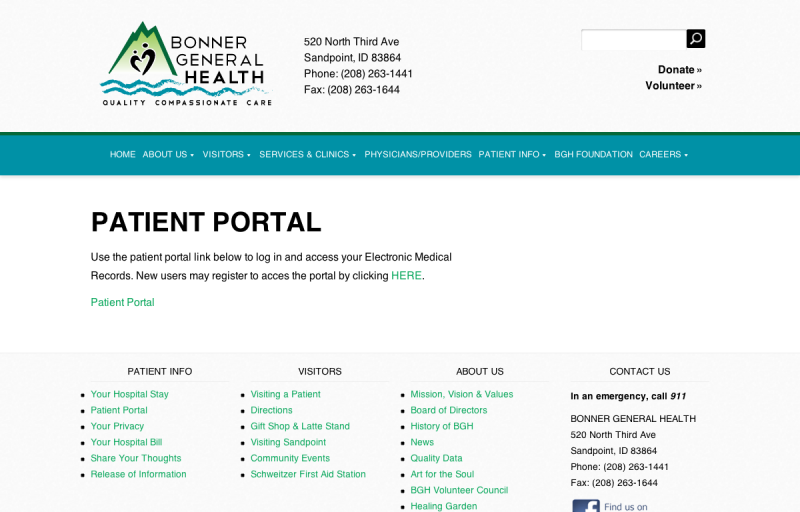 BONNER
GENERAL
HEALTH
QUALITY COMPASSIONATE CARE
520 North Third Ave
Sandpoint, ID 83864
Phone: (208) 263-1441
Fax: (208) 263-1644
Donate »
Volunteer »
HOME ABOUT US VISITORS SERVICES & CLINICS PHYSICIANS/PROVIDERS PATIENT INFO BGH FOUNDATION CAREERS
PATIENT PORTAL
Use the patient portal link below to log in and access your Electronic Medical
Records. New users may register to acces the portal by clicking HERE.
Patient Portal
PATIENT INFO
Your Hospital Stay
Patient Portal
Your Privacy
Your Hospital Bill
Share Your Thoughts
Release of Information
VISITORS
Visiting a Patient
Directions
Gift Shop & Latte Stand
Visiting Sandpoint
Community Events
Schweitzer First Aid Station
ABOUT US
Mission, Vision & Values
Board of Directors
History of BGH
News
Quality Data
Art for the Soul
BGH Volunteer Council
Healing Garden
CONTACT US
In an emergency, call 911
BONNER GENERAL HEALTH
520 North Third Ave
Sandpoint, ID 83864
Phone: (208) 263-1441
Fax: (208) 263-1644
Find us on